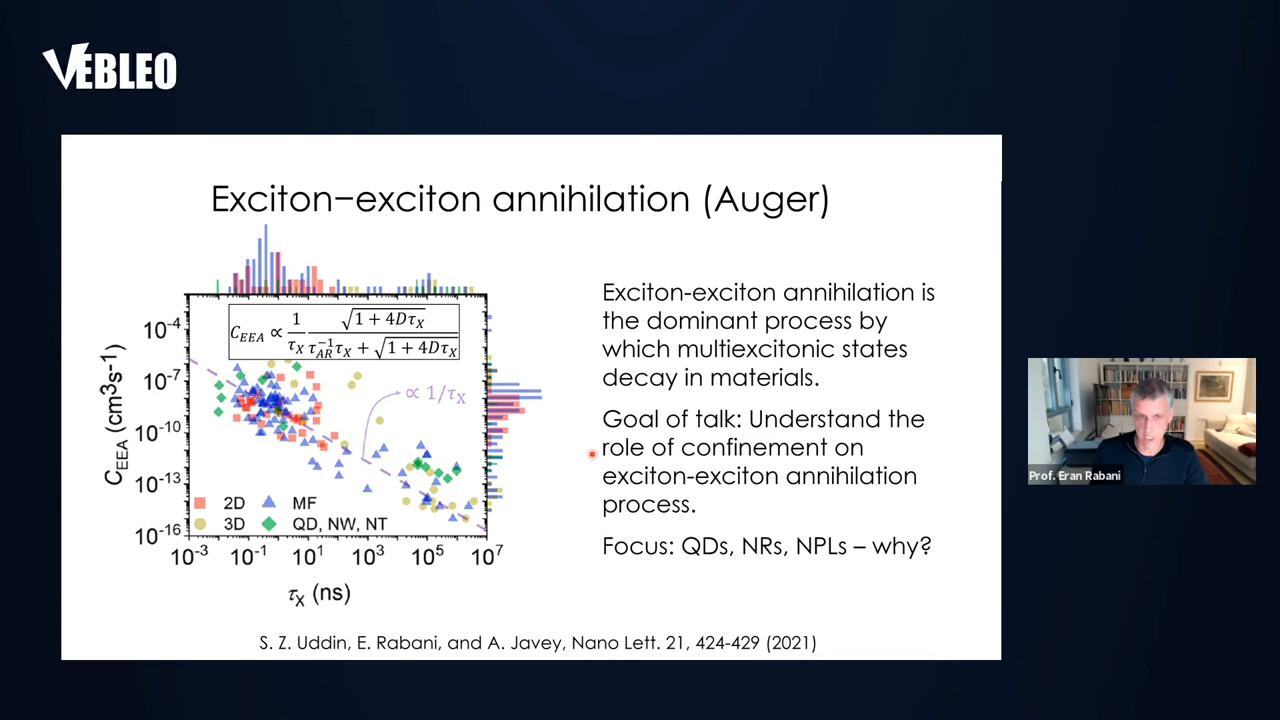 VEBLEO
Exciton−exciton annihilation (Auger)
C_EEA ∝ 1/τ_X √(1 + 4Dτ_X) / (τ_AR^−1 τ_X + √(1 + 4Dτ_X))
∝ 1/τ_X
C_EEA (cm^3s^-1)
10^-4
10^-7
10^-10
10^-13
10^-16
2D
MF
3D
QD, NW, NT
10^-3 10^-1 10^1 10^3 10^5 10^7
τ_X (ns)
Exciton-exciton annihilation is
the dominant process by
which multiexcitonic states
decay in materials.
Goal of talk: Understand the
role of confinement on
exciton-exciton annihilation
process.
Focus: QDs, NRs, NPLs – why?
S. Z. Uddin, E. Rabani, and A. Javey, Nano Lett. 21, 424-429 (2021)
Prof. Eran Rabani